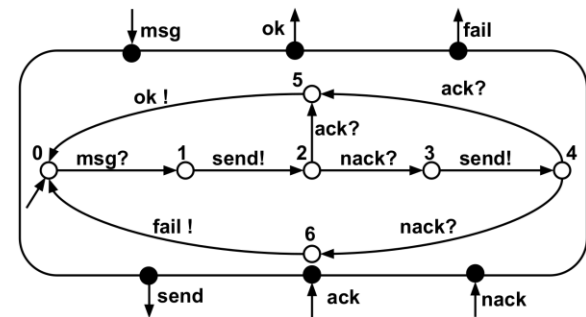 msg
ok
fail
5
ok !
ack?
ack?
0
1
2
3
4
msg?
send!
nack?
send!
fail !
6
nack?
send
ack
nack